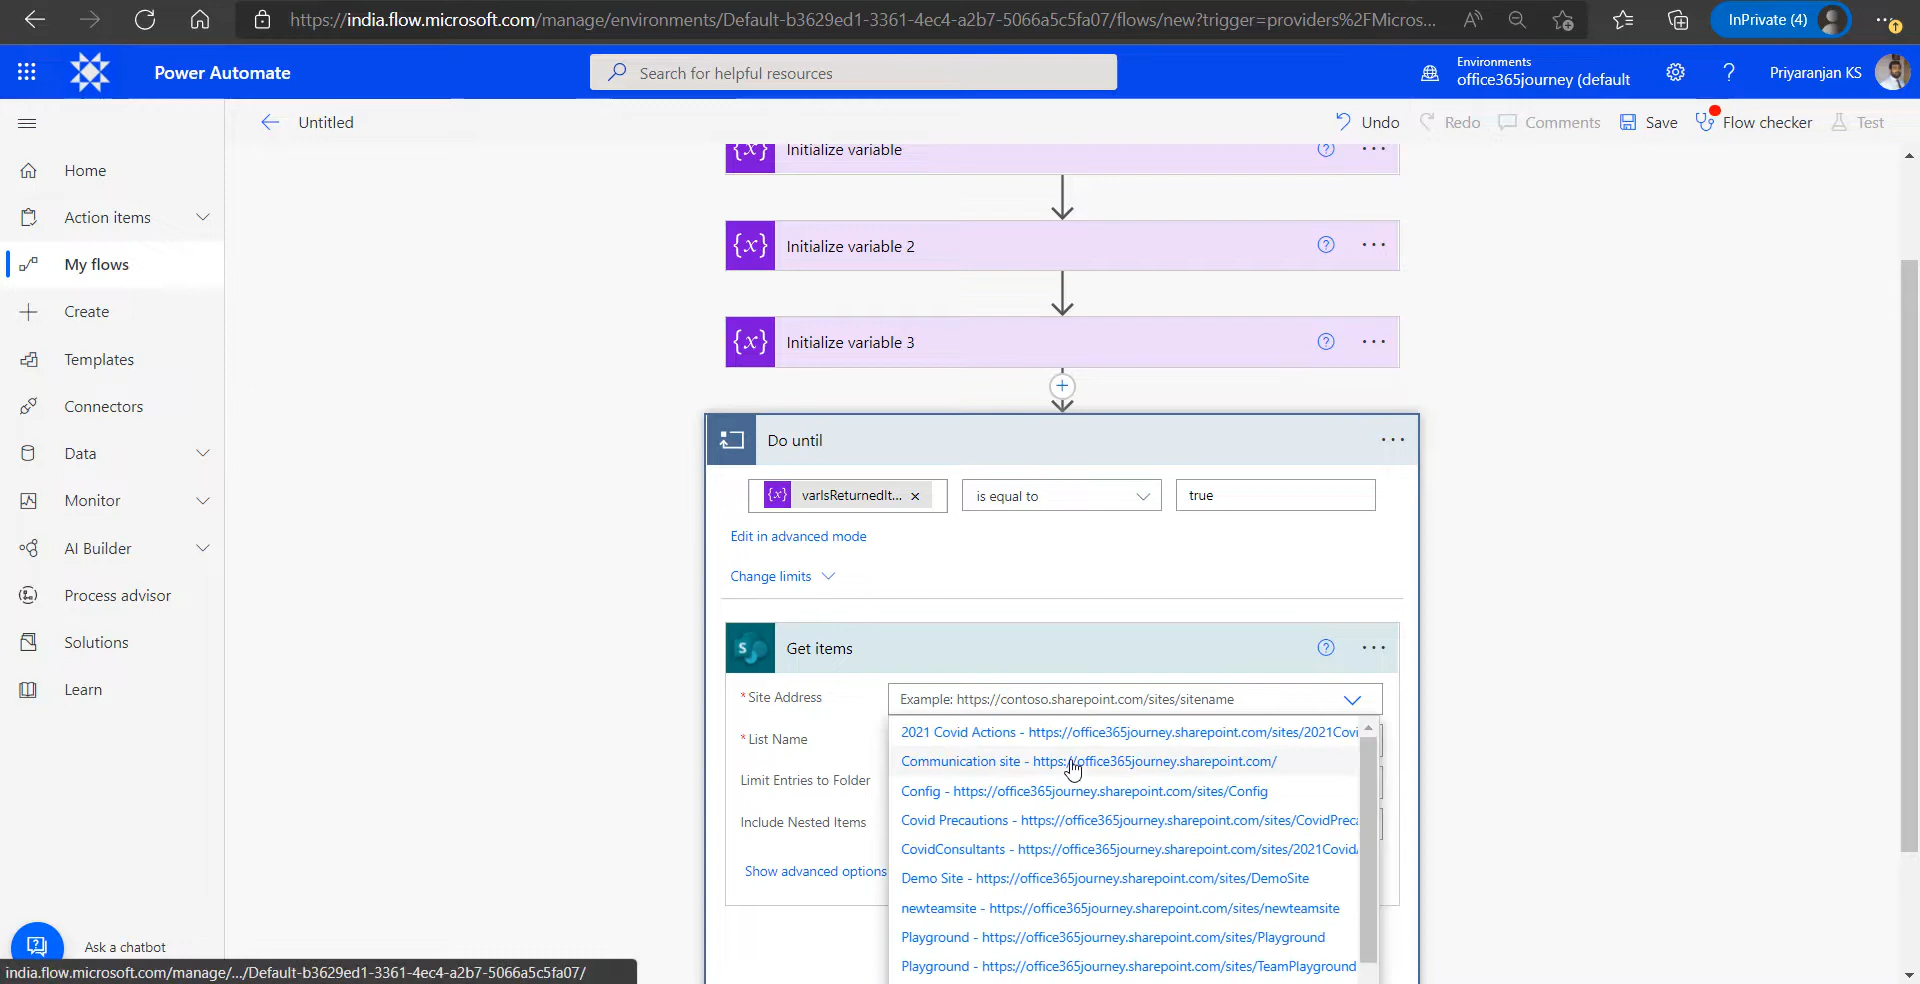 https://india.flow.microsoft.com/manage/environments/Default-b3629ed1-3361-4ec4-a2b7-5066a5c5fa07/flows/new?trigger=providers%2FMicros...
InPrivate (4)
Power Automate
Search for helpful resources
Environments
office365journey (default
?
Priyaranjan KS
Untitled
Undo
Redo
Comments
Save
Flow checker
Test
Home
Action items
My flows
Create
Templates
Connectors
Data
Monitor
AI Builder
Process advisor
Solutions
Learn
Ask a chatbot
india.flow.microsoft.com/manage/.../Default-b3629ed1-3361-4ec4-a2b7-5066a5c5fa07/
{x} Initialize variable
{x} Initialize variable 2
{x} Initialize variable 3
Do until
{x} varIsReturnedIt... ×
is equal to
true
Edit in advanced mode
Change limits
S Get items
* Site Address
Example: https://contoso.sharepoint.com/sites/sitename
* List Name
Limit Entries to Folder
Include Nested Items
Show advanced options
2021 Covid Actions - https://office365journey.sharepoint.com/sites/2021Covi
Communication site - https://office365journey.sharepoint.com/
Config - https://office365journey.sharepoint.com/sites/Config
Covid Precautions - https://office365journey.sharepoint.com/sites/CovidPreca
CovidConsultants - https://office365journey.sharepoint.com/sites/2021Covid
Demo Site - https://office365journey.sharepoint.com/sites/DemoSite
newteamsite - https://office365journey.sharepoint.com/sites/newteamsite
Playground - https://office365journey.sharepoint.com/sites/Playground
Playground - https://office365journey.sharepoint.com/sites/TeamPlayground